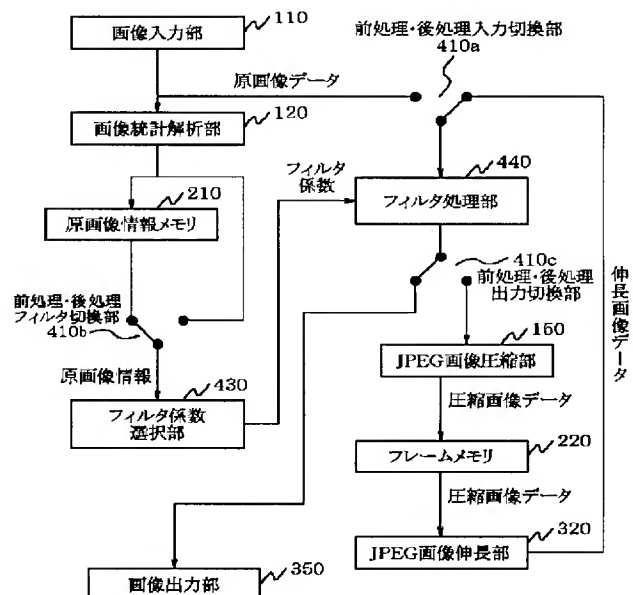 110
画像入力部
前処理・後処理入力切換部
410a
原画像データ
120
画像統計解析部
440
フィルタ
係数
フィルタ処理部
210
原画像情報メモリ
410c
前処理・後処理
出力切換部
伸長画像データ
前処理・後処理
フィルタ切換部
410b
160
JPEG画像圧縮部
原画像情報
430
フィルタ係数
選択部
圧縮画像データ
220
フレームメモリ
圧縮画像データ
320
JPEG画像伸長部
350
画像出力部